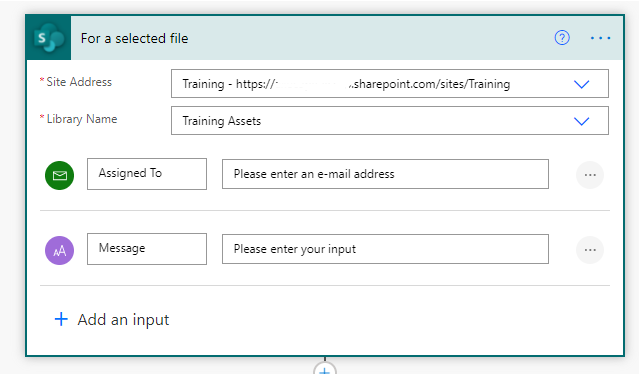 For a selected file
* Site Address
Training - https:// .sharepoint.com/sites/Training
* Library Name
Training Assets
Assigned To
Please enter an e-mail address
Message
Please enter your input
+ Add an input